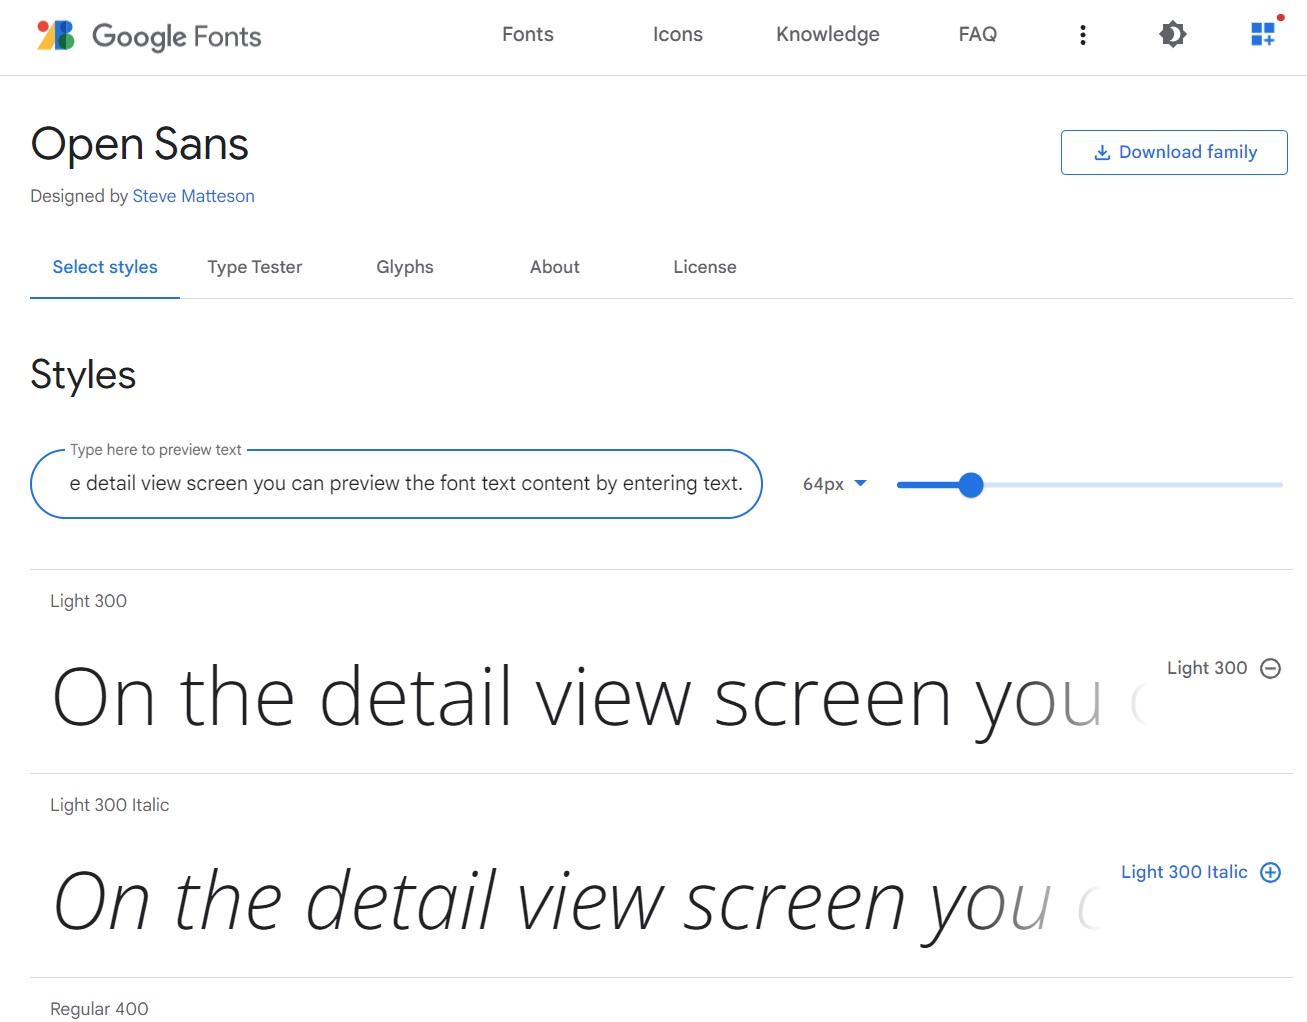 Google Fonts
Fonts
Icons
Knowledge
FAQ
Open Sans
Download family
Designed by Steve Matteson
Select styles
Type Tester
Glyphs
About
License
Styles
Type here to preview text
e detail view screen you can preview the font text content by entering text.
64px
Light 300
On the detail view screen you
Light 300
Light 300 Italic
On the detail view screen you
Light 300 Italic
Regular 400